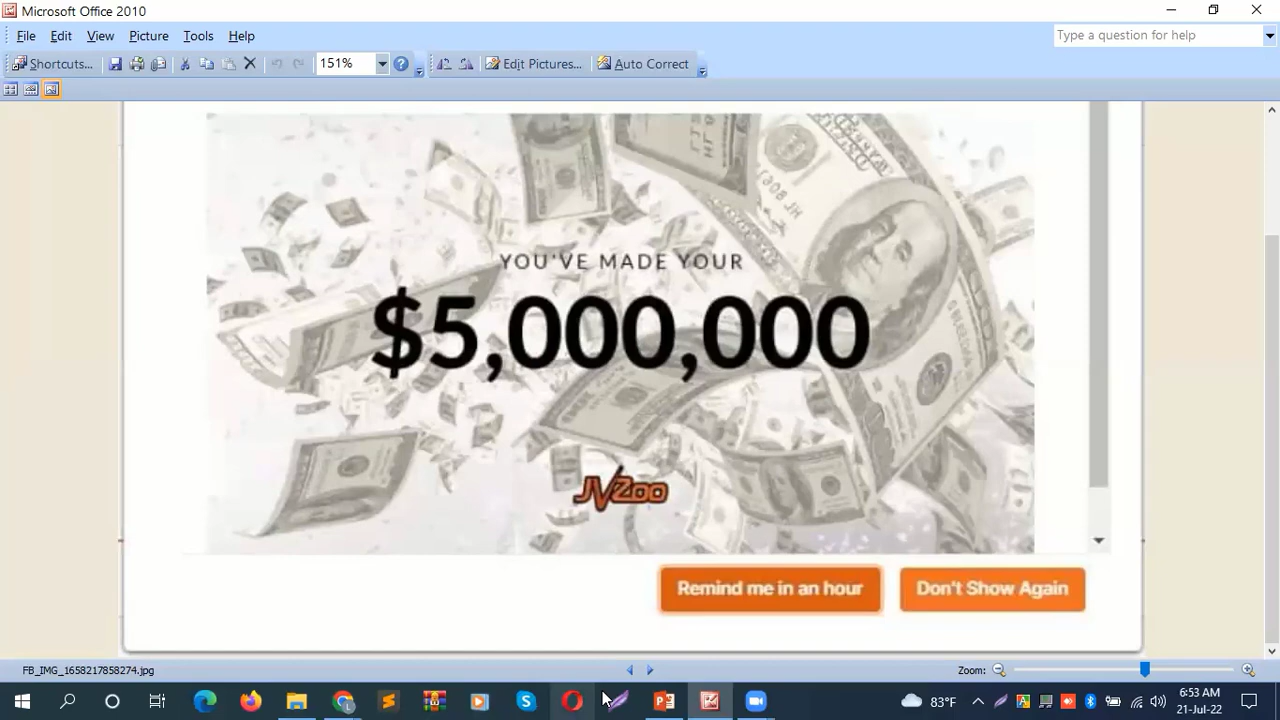 Microsoft Office 2010
File Edit View Picture Tools Help
Type a question for help
Shortcuts... 151% Edit Pictures... Auto Correct
YOU'VE MADE YOUR
$5,000,000
JVZoo
Remind me in an hour Don't Show Again
FB_IMG_1658217858274.jpg Zoom:
83°F 6:53 AM
21-Jul-22